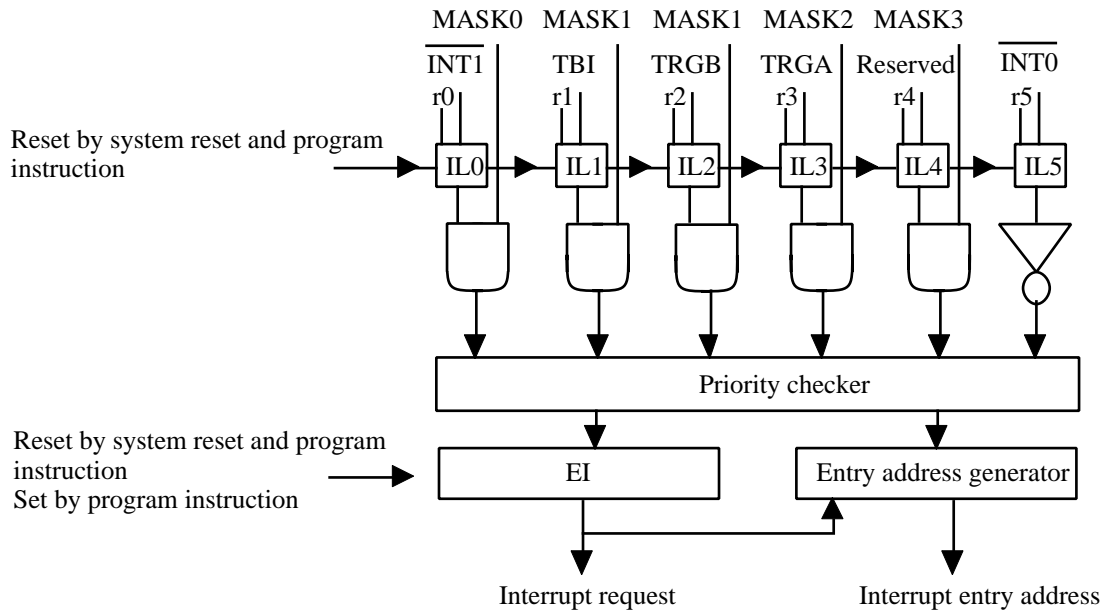 MASK0 MASK1 MASK1 MASK2 MASK3
INT1 TBI TRGB TRGA Reserved INT0
r0 r1 r2 r3 r4 r5
Reset by system reset and program
instruction
IL0 IL1 IL2 IL3 IL4 IL5
Priority checker
Reset by system reset and program
instruction
Set by program instruction
EI
Entry address generator
Interrupt request
Interrupt entry address